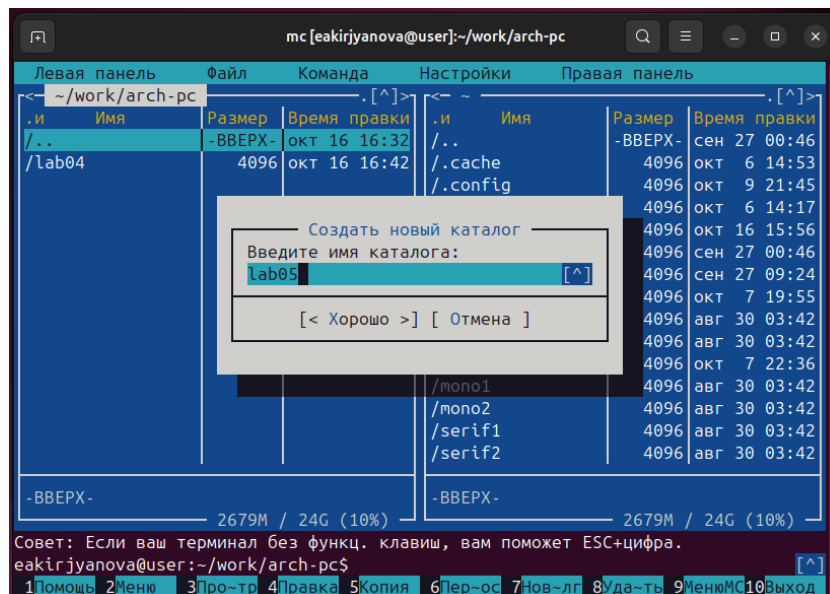 mc [eakirjyanova@user]:~/work/arch-pc
Левая панель Файл Команда Настройки Правая панель
<— ~/work/arch-pc .[^]> <— ~ .[^]>
.и Имя Размер Время правки .и Имя Размер Время правки
/.. -ВВЕРХ- окт 16 16:32 /.. -ВВЕРХ- сен 27 00:46
/lab04 4096 окт 16 16:42 /.cache 4096 окт 6 14:53
/.config 4096 окт 9 21:45
4096 окт 6 14:17
Создать новый каталог 4096 окт 16 15:56
Введите имя каталога: 4096 сен 27 00:46
lab05 [^] 4096 сен 27 09:24
4096 окт 7 19:55
[< Хорошо >] [ Отмена ] 4096 авг 30 03:42
4096 авг 30 03:42
4096 окт 7 22:36
/mono1 4096 авг 30 03:42
/mono2 4096 авг 30 03:42
/serif1 4096 авг 30 03:42
/serif2 4096 авг 30 03:42
-ВВЕРХ- -ВВЕРХ-
2679M / 24G (10%) 2679M / 24G (10%)
Совет: Если ваш терминал без функц. клавиш, вам поможет ESC+цифра.
eakirjyanova@user:~/work/arch-pc$ [^]
1Помощь 2Меню 3Про~тр 4Правка 5Копия 6Пер~ос 7Нов~лг 8Уда~ть 9МенюMC10Выход